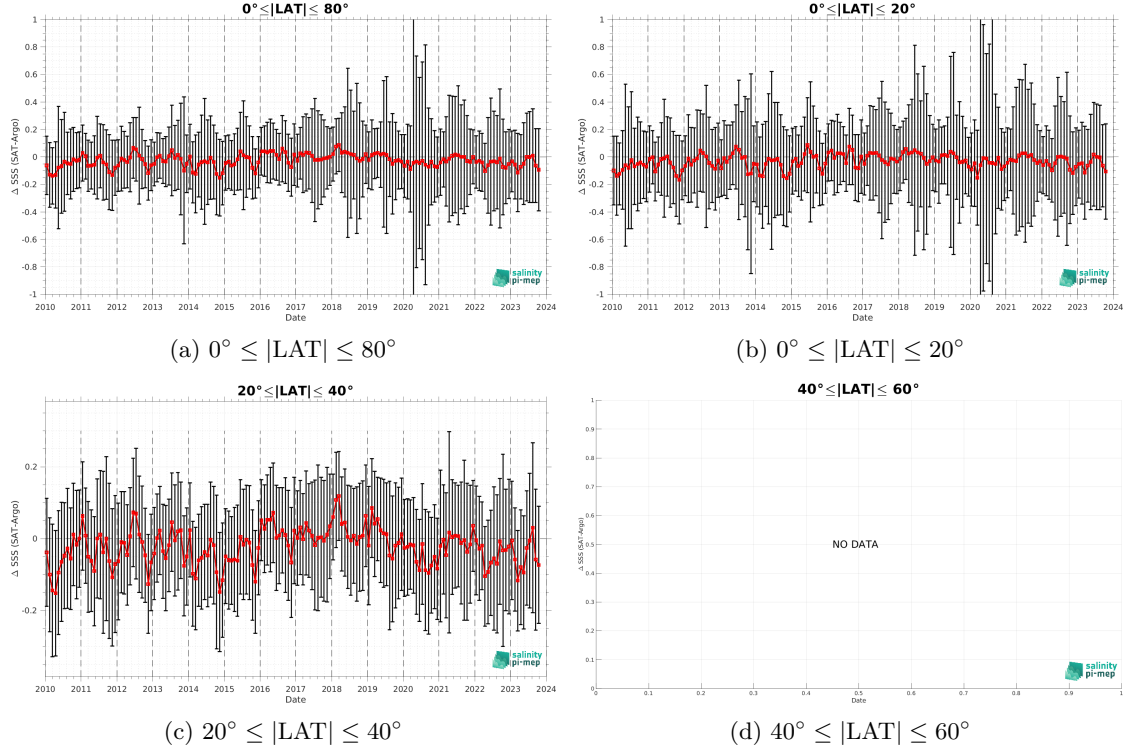 0°≤|LAT|≤ 80°
1
0.8
0.6
0.4
0.2
0
-0.2
-0.4
-0.6
-0.8
-1
Δ SSS (SAT-Argo)
2010 2011 2012 2013 2014 2015 2016 2017 2018 2019 2020 2021 2022 2023 2024
Date
salinity
pi-mep
(a) 0° ≤ |LAT| ≤ 80°
0°≤|LAT|≤ 20°
1
0.8
0.6
0.4
0.2
0
-0.2
-0.4
-0.6
-0.8
-1
Δ SSS (SAT-Argo)
2010 2011 2012 2013 2014 2015 2016 2017 2018 2019 2020 2021 2022 2023 2024
Date
salinity
pi-mep
(b) 0° ≤ |LAT| ≤ 20°
20°≤|LAT|≤ 40°
0.2
0
-0.2
Δ SSS (SAT-Argo)
2010 2011 2012 2013 2014 2015 2016 2017 2018 2019 2020 2021 2022 2023 2024
Date
salinity
pi-mep
(c) 20° ≤ |LAT| ≤ 40°
40°≤|LAT|≤ 60°
1
0.9
0.8
0.7
0.6
0.5
0.4
0.3
0.2
0.1
0
Δ SSS (SAT-Argo)
NO DATA
0 0.1 0.2 0.3 0.4 0.5 0.6 0.7 0.8 0.9 1
Date
salinity
pi-mep
(d) 40° ≤ |LAT| ≤ 60°